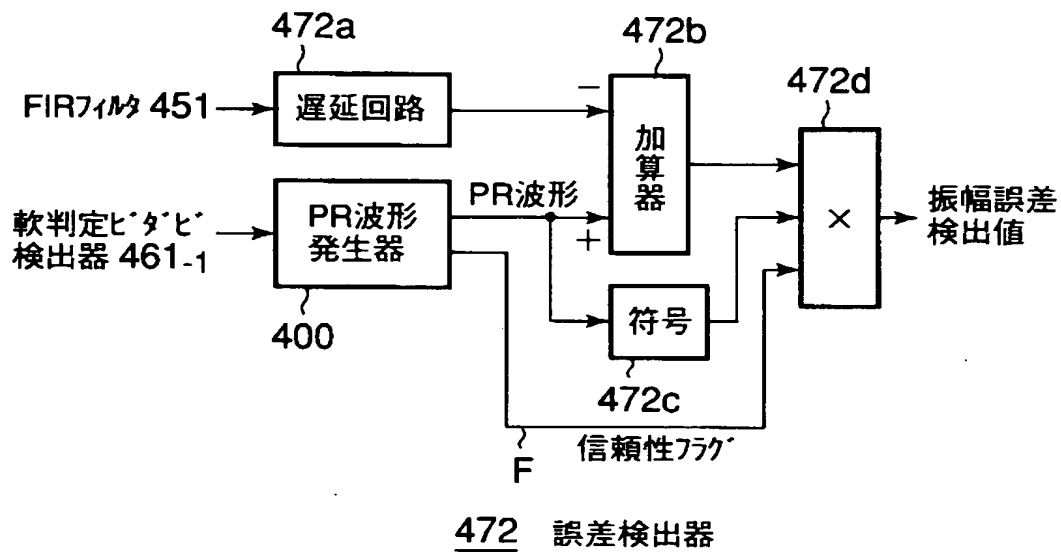 472a
472b
472d
FIRフィルタ 451
遅延回路
−
加算器
×
振幅誤差
検出値
軟判定ビタビ
検出器 461-1
PR波形
発生器
PR波形
+
400
符号
472c
信頼性フラグ
F
472 誤差検出器